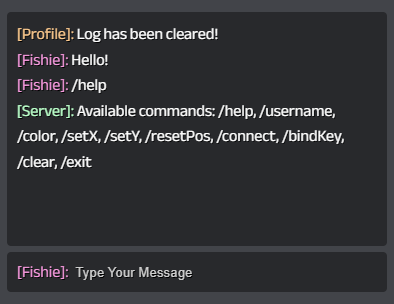 [Profile]: Log has been cleared!
[Fishie]: Hello!
[Fishie]: /help
[Server]: Available commands: /help, /username,
/color, /setX, /setY, /resetPos, /connect, /bindKey,
/clear, /exit
[Fishie]: Type Your Message